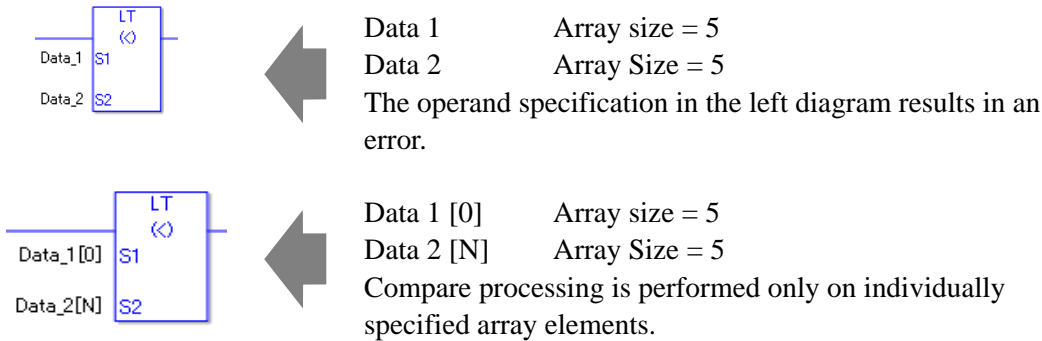 LT
(<)
Data_1 S1
Data_2 S2
Data 1 Array size = 5
Data 2 Array Size = 5
The operand specification in the left diagram results in an
error.
LT
(<)
Data_1[0] S1
Data_2[N] S2
Data 1 [0] Array size = 5
Data 2 [N] Array Size = 5
Compare processing is performed only on individually
specified array elements.